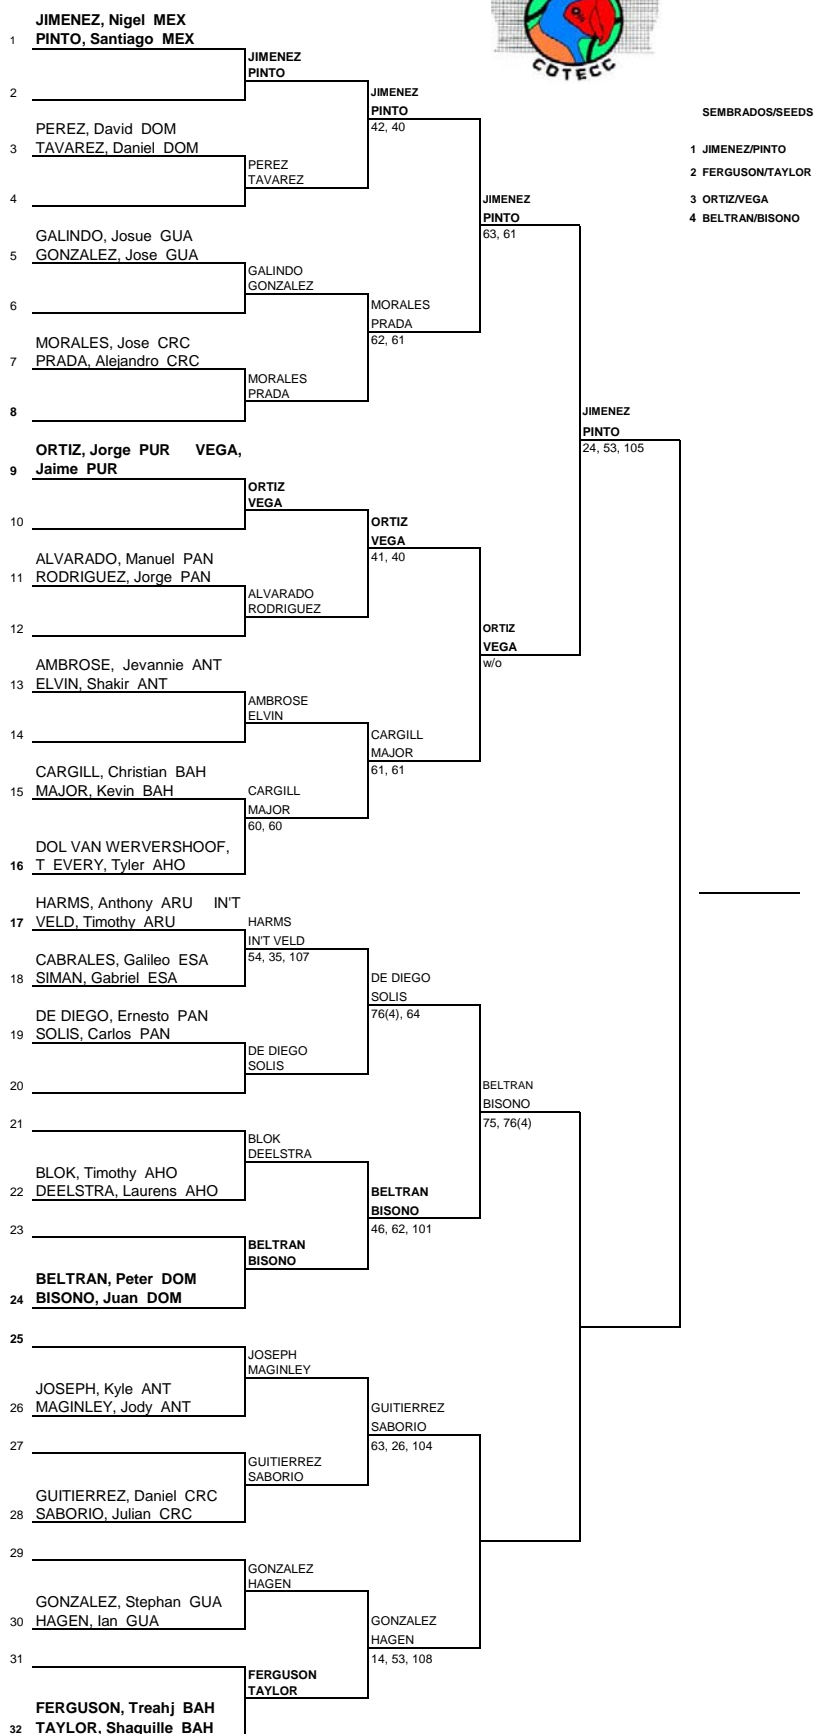 JIMENEZ, Nigel  MEX
1 PINTO, Santiago  MEX
JIMENEZ
PINTO
2
JIMENEZ
PINTO
42, 40
PEREZ, David  DOM
3 TAVAREZ, Daniel  DOM
PEREZ
TAVAREZ
4
JIMENEZ
PINTO
63, 61
GALINDO, Josue  GUA
5 GONZALEZ, Jose  GUA
GALINDO
GONZALEZ
6
MORALES
PRADA
62, 61
MORALES, Jose  CRC
7 PRADA, Alejandro  CRC
MORALES
PRADA
8
JIMENEZ
PINTO
24, 53, 105
ORTIZ, Jorge  PUR      VEGA,
9 Jaime  PUR
ORTIZ
VEGA
10
ORTIZ
VEGA
41, 40
ALVARADO, Manuel  PAN
11 RODRIGUEZ, Jorge  PAN
ALVARADO
RODRIGUEZ
12
ORTIZ
VEGA
w/o
AMBROSE,  Jevannie  ANT
13 ELVIN, Shakir  ANT
AMBROSE
ELVIN
14
CARGILL
MAJOR
61, 61
CARGILL, Christian  BAH
15 MAJOR, Kevin  BAH
CARGILL
MAJOR
60, 60
DOL VAN WERVERSHOOF,
16 T  EVERY, Tyler  AHO
HARMS, Anthony  ARU     IN'T
17 VELD, Timothy  ARU
HARMS
IN'T VELD
54, 35, 107
CABRALES, Galileo  ESA
18 SIMAN, Gabriel  ESA
DE DIEGO
SOLIS
76(4), 64
DE DIEGO, Ernesto  PAN
19 SOLIS, Carlos  PAN
DE DIEGO
SOLIS
20
BELTRAN
BISONO
75, 76(4)
21
BLOK
DEELSTRA
BLOK, Timothy  AHO
22 DEELSTRA, Laurens  AHO
BELTRAN
BISONO
46, 62, 101
23
BELTRAN
BISONO
BELTRAN, Peter  DOM
24 BISONO, Juan  DOM
25
JOSEPH
MAGINLEY
JOSEPH, Kyle  ANT
26 MAGINLEY, Jody  ANT
GUITIERREZ
SABORIO
63, 26, 104
27
GUITIERREZ
SABORIO
GUITIERREZ, Daniel  CRC
28 SABORIO, Julian  CRC
29
GONZALEZ
HAGEN
GONZALEZ, Stephan  GUA
30 HAGEN, Ian  GUA
GONZALEZ
HAGEN
14, 53, 108
31
FERGUSON
TAYLOR
FERGUSON, Treahj  BAH
32 TAYLOR, Shaquille  BAH
COTECC
SEMBRADOS/SEEDS
1 JIMENEZ/PINTO
2 FERGUSON/TAYLOR
3 ORTIZ/VEGA
4 BELTRAN/BISONO